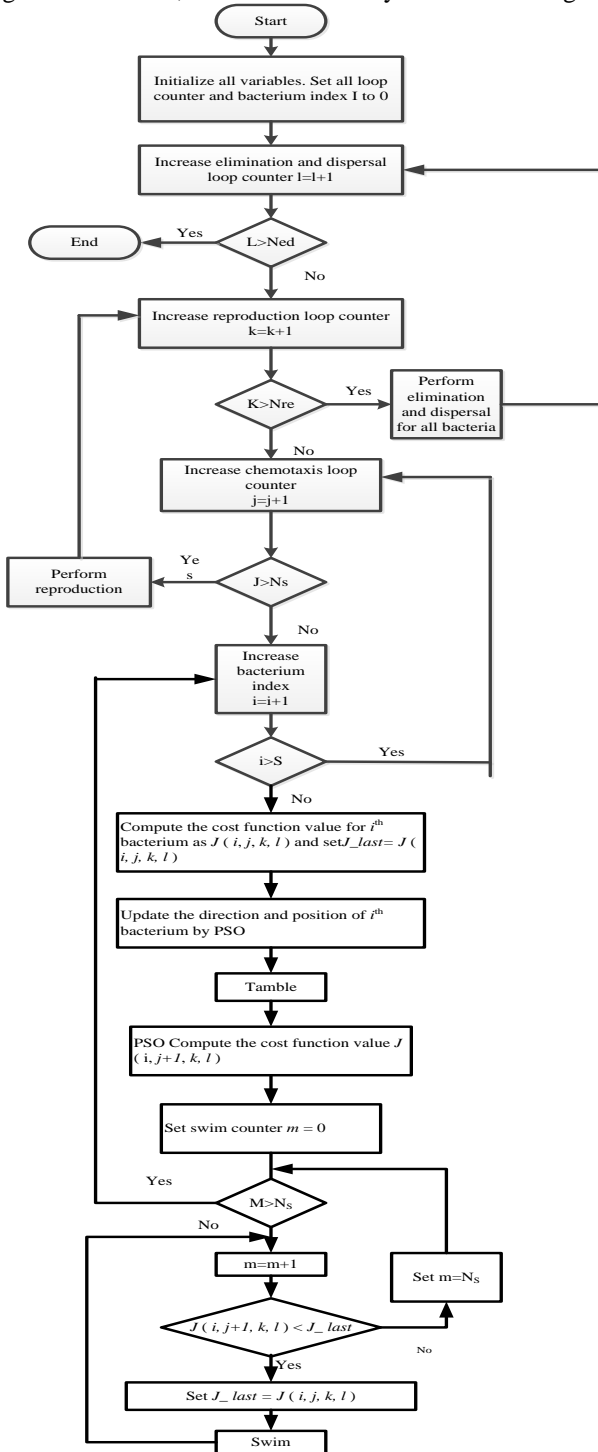 Start
Initialize all variables. Set all loop
counter and bacterium index I to 0
Increase elimination and dispersal
loop counter l=l+1
End
Yes
L>Ned
No
Increase reproduction loop counter
k=k+1
K>Nre
Yes
Perform
elimination
and dispersal
for all bacteria
No
Increase chemotaxis loop
counter
j=j+1
Perform
reproduction
Ye
s
J>Ns
No
Increase
bacterium
index
i=i+1
i>S
Yes
No
Compute the cost function value for iᵗʰ
bacterium as J ( i, j, k, l ) and setJ_last= J (
i, j, k, l )
Update the direction and position of iᵗʰ
bacterium by PSO
Tamble
PSO Compute the cost function value J
( i, j+1, k, l )
Set swim counter m = 0
Yes
M>Nₛ
No
m=m+1
Set m=Nₛ
J ( i, j+1, k, l ) < J_ last
No
Yes
Set J_ last = J ( i, j, k, l )
Swim